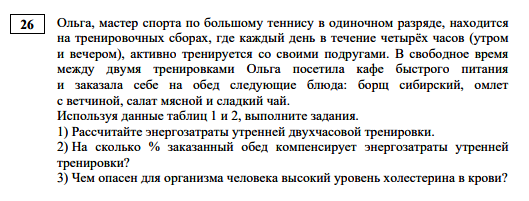 26
Ольга, мастер спорта по большому теннису в одиночном разряде, находится
на тренировочных сборах, где каждый день в течение четырёх часов (утром
и вечером), активно тренируется со своими подругами. В свободное время
между двумя тренировками Ольга посетила кафе быстрого питания
и заказала себе на обед следующие блюда: борщ сибирский, омлет
с ветчиной, салат мясной и сладкий чай.
Используя данные таблиц 1 и 2, выполните задания.
1) Рассчитайте энергозатраты утренней двухчасовой тренировки.
2) На сколько % заказанный обед компенсирует энергозатраты утренней
тренировки?
3) Чем опасен для организма человека высокий уровень холестерина в крови?